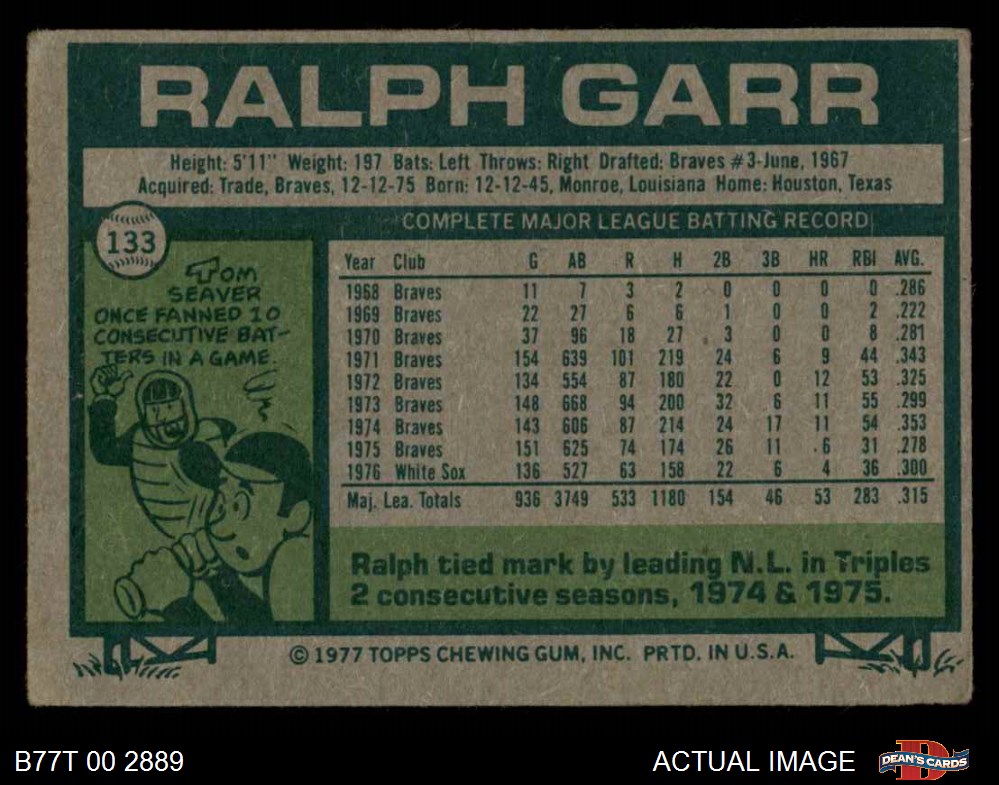 RALPH GARR
Height: 5'11" Weight: 197 Bats: Left Throws: Right Drafted: Braves #3-June, 1967
Acquired: Trade, Braves, 12-12-75 Born: 12-12-45, Monroe, Louisiana Home: Houston, Texas
133
COMPLETE MAJOR LEAGUE BATTING RECORD
TOM
SEAVER
ONCE FANNED 10
CONSECUTIVE BAT-
TERS IN A GAME.
Year Club G AB R H 2B 3B HR RBI AVG.
1968 Braves 11 7 3 2 0 0 0 0 .286
1969 Braves 22 27 6 6 1 0 0 2 .222
1970 Braves 37 96 18 27 3 0 0 8 .281
1971 Braves 154 639 101 219 24 6 9 44 .343
1972 Braves 134 554 87 180 22 0 12 53 .325
1973 Braves 148 668 94 200 32 6 11 55 .299
1974 Braves 143 606 87 214 24 17 11 54 .353
1975 Braves 151 625 74 174 26 11 6 31 .278
1976 White Sox 136 527 63 158 22 6 4 36 .300
Maj. Lea. Totals 936 3749 533 1180 154 46 53 283 .315
Ralph tied mark by leading N.L. in Triples
2 consecutive seasons, 1974 & 1975.
© 1977 TOPPS CHEWING GUM, INC. PRTD. IN U.S.A.
B77T 00 2889
ACTUAL IMAGE
DEAN'S CARDS